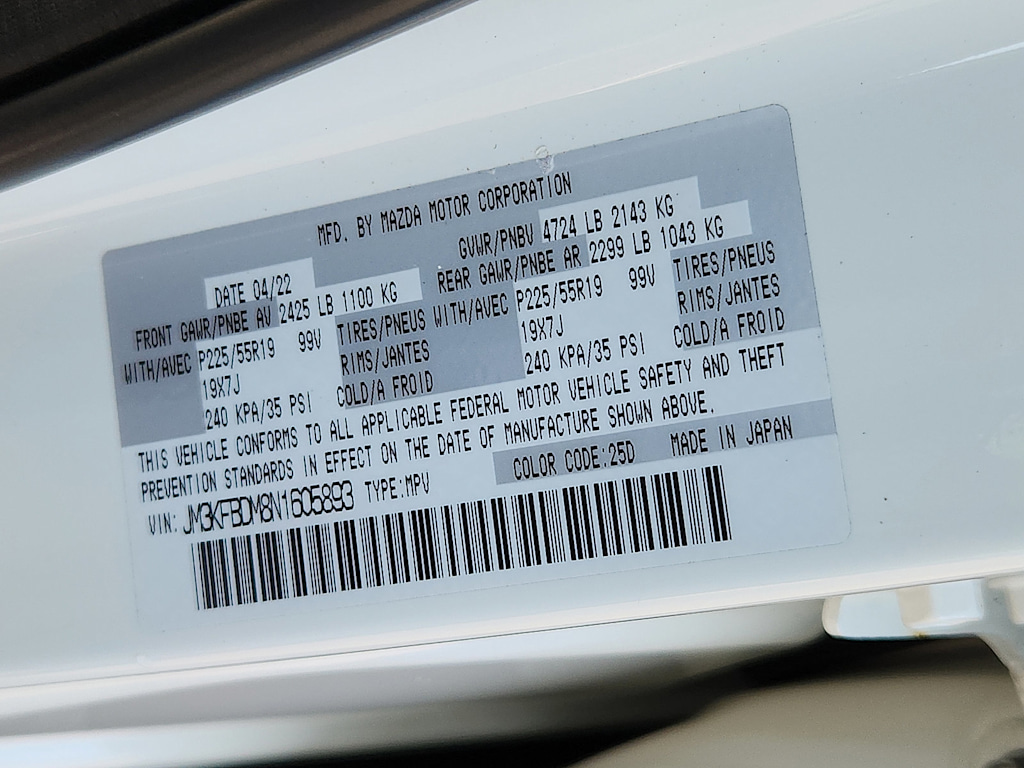 MFD. BY MAZDA MOTOR CORPORATION
DATE 04/22 GVWR/PNBV 4724 LB 2143 KG
FRONT GAWR/PNBE AV 2425 LB 1100 KG REAR GAWR/PNBE AR 2299 LB 1043 KG
WITH/AVEC P225/55R19 99V TIRES/PNEUS WITH/AVEC P225/55R19 99V TIRES/PNEUS
19X7J RIMS/JANTES 19X7J RIMS/JANTES
240 KPA/35 PSI COLD/A FROID 240 KPA/35 PSI COLD/A FROID
THIS VEHICLE CONFORMS TO ALL APPLICABLE FEDERAL MOTOR VEHICLE SAFETY AND THEFT
PREVENTION STANDARDS IN EFFECT ON THE DATE OF MANUFACTURE SHOWN ABOVE.
VIN: JM3KFBDM8N1605893 TYPE:MPV COLOR CODE:25D MADE IN JAPAN